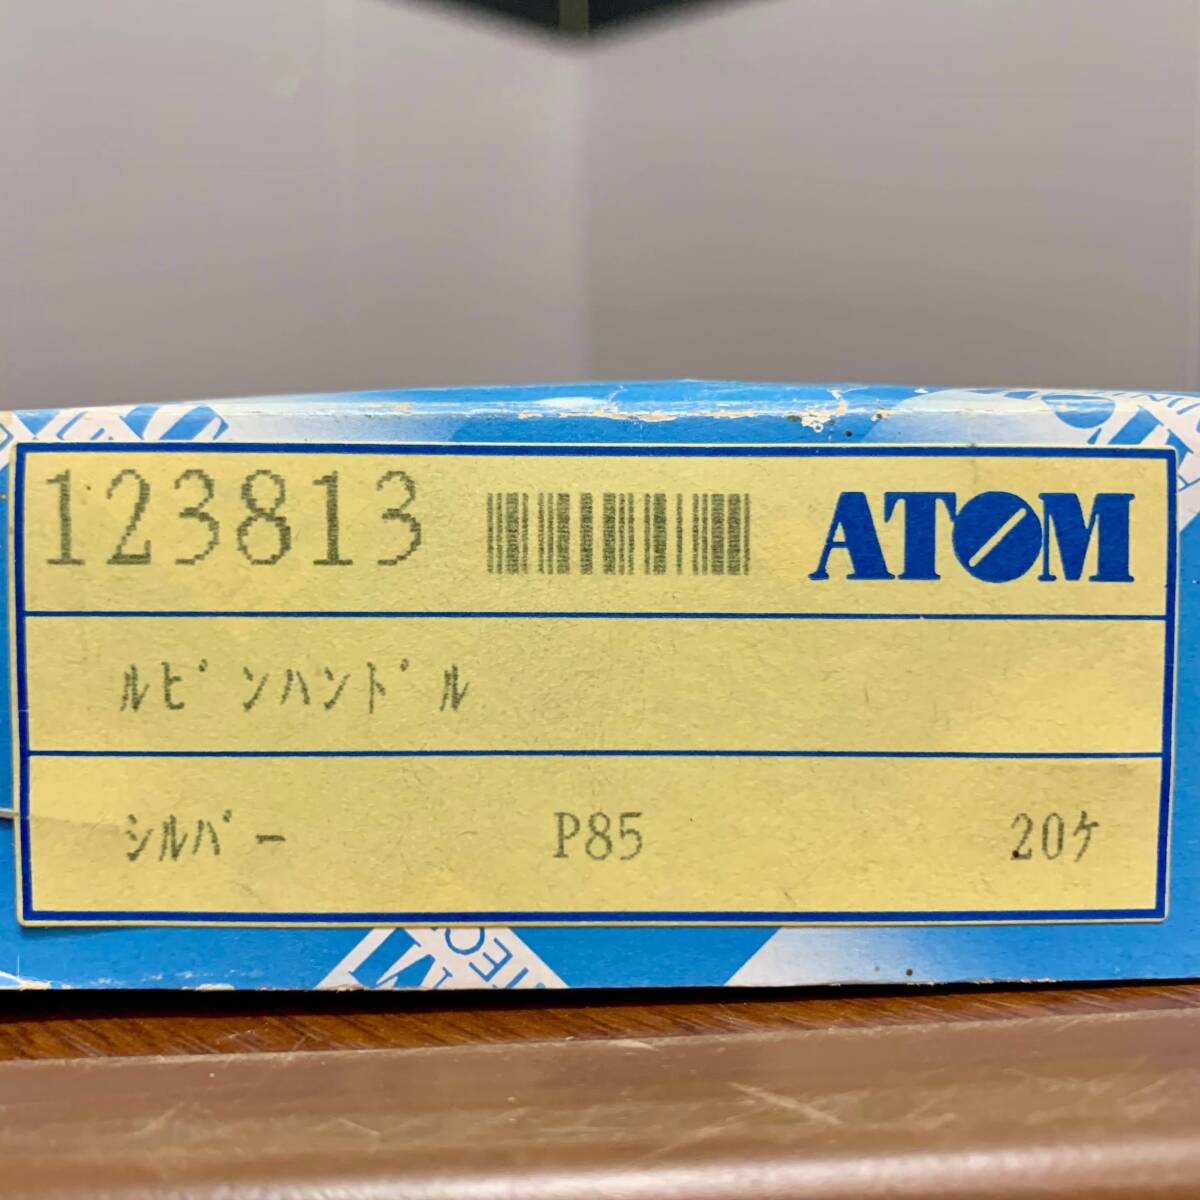 123813 ATOM
ﾙﾋﾟﾝﾊﾝﾄﾞﾙ
ｼﾙﾊﾞｰ P85 20ｹ